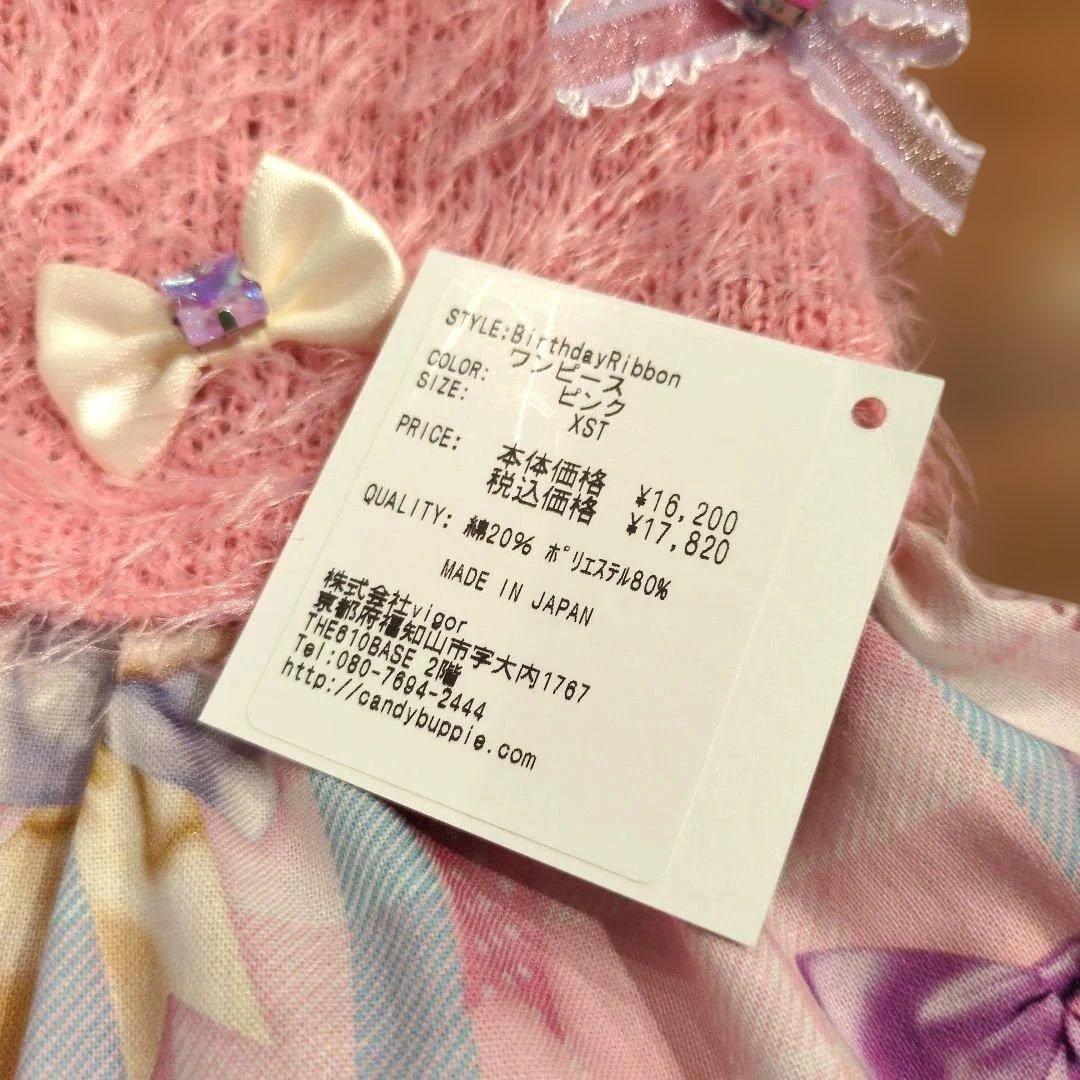 STYLE:BirthdayRibbon
ワンピース
COLOR: ピンク
SIZE: XST
PRICE: 本体価格 ¥16,200
税込価格 ¥17,820
QUALITY: 綿20% ポリエステル80%
MADE IN JAPAN
株式会社vigor
京都府福知山市字大内1767
THE610BASE 2階
Tel:080-7694-2444
http://candybuppie.com